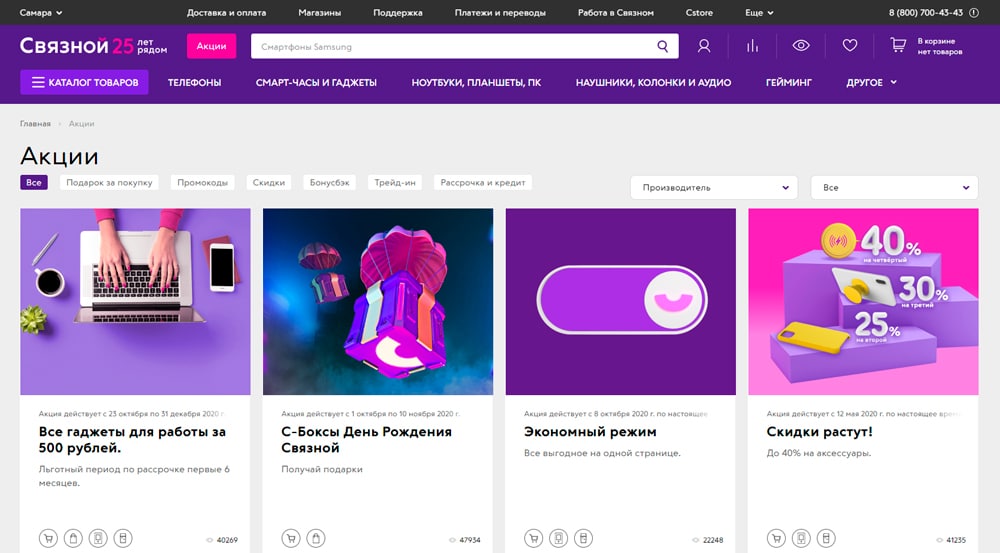 Самара
Доставка и оплата
Магазины
Поддержка
Платежи и переводы
Работа в Связном
Cstore
Еще
8 (800) 700-43-43
Связной 25 лет рядом
Акции
Смартфоны Samsung
В корзине
нет товаров
КАТАЛОГ ТОВАРОВ
ТЕЛЕФОНЫ
СМАРТ-ЧАСЫ И ГАДЖЕТЫ
НОУТБУКИ, ПЛАНШЕТЫ, ПК
НАУШНИКИ, КОЛОНКИ И АУДИО
ГЕЙМИНГ
ДРУГОЕ
Главная › Акции
Акции
Все
Подарок за покупку
Промокоды
Скидки
Бонусбэк
Трейд-ин
Рассрочка и кредит
Производитель
Все
Акция действует с 23 октября по 31 декабря 2020 г.
Все гаджеты для работы за
500 рублей.
Льготный период по рассрочке первые 6
месяцев.
40269
Акция действует с 1 октября по 10 ноября 2020 г.
С-Боксы День Рождения
Связной
Получай подарки
47934
Акция действует с 8 октября 2020 г. по настоящее
Экономный режим
Все выгодное на одной странице.
22248
40%
на четвёртый
30%
на третий
25%
на второй
Акция действует с 12 мая 2020 г. по настоящее время
Скидки растут!
До 40% на аксессуары.
41235